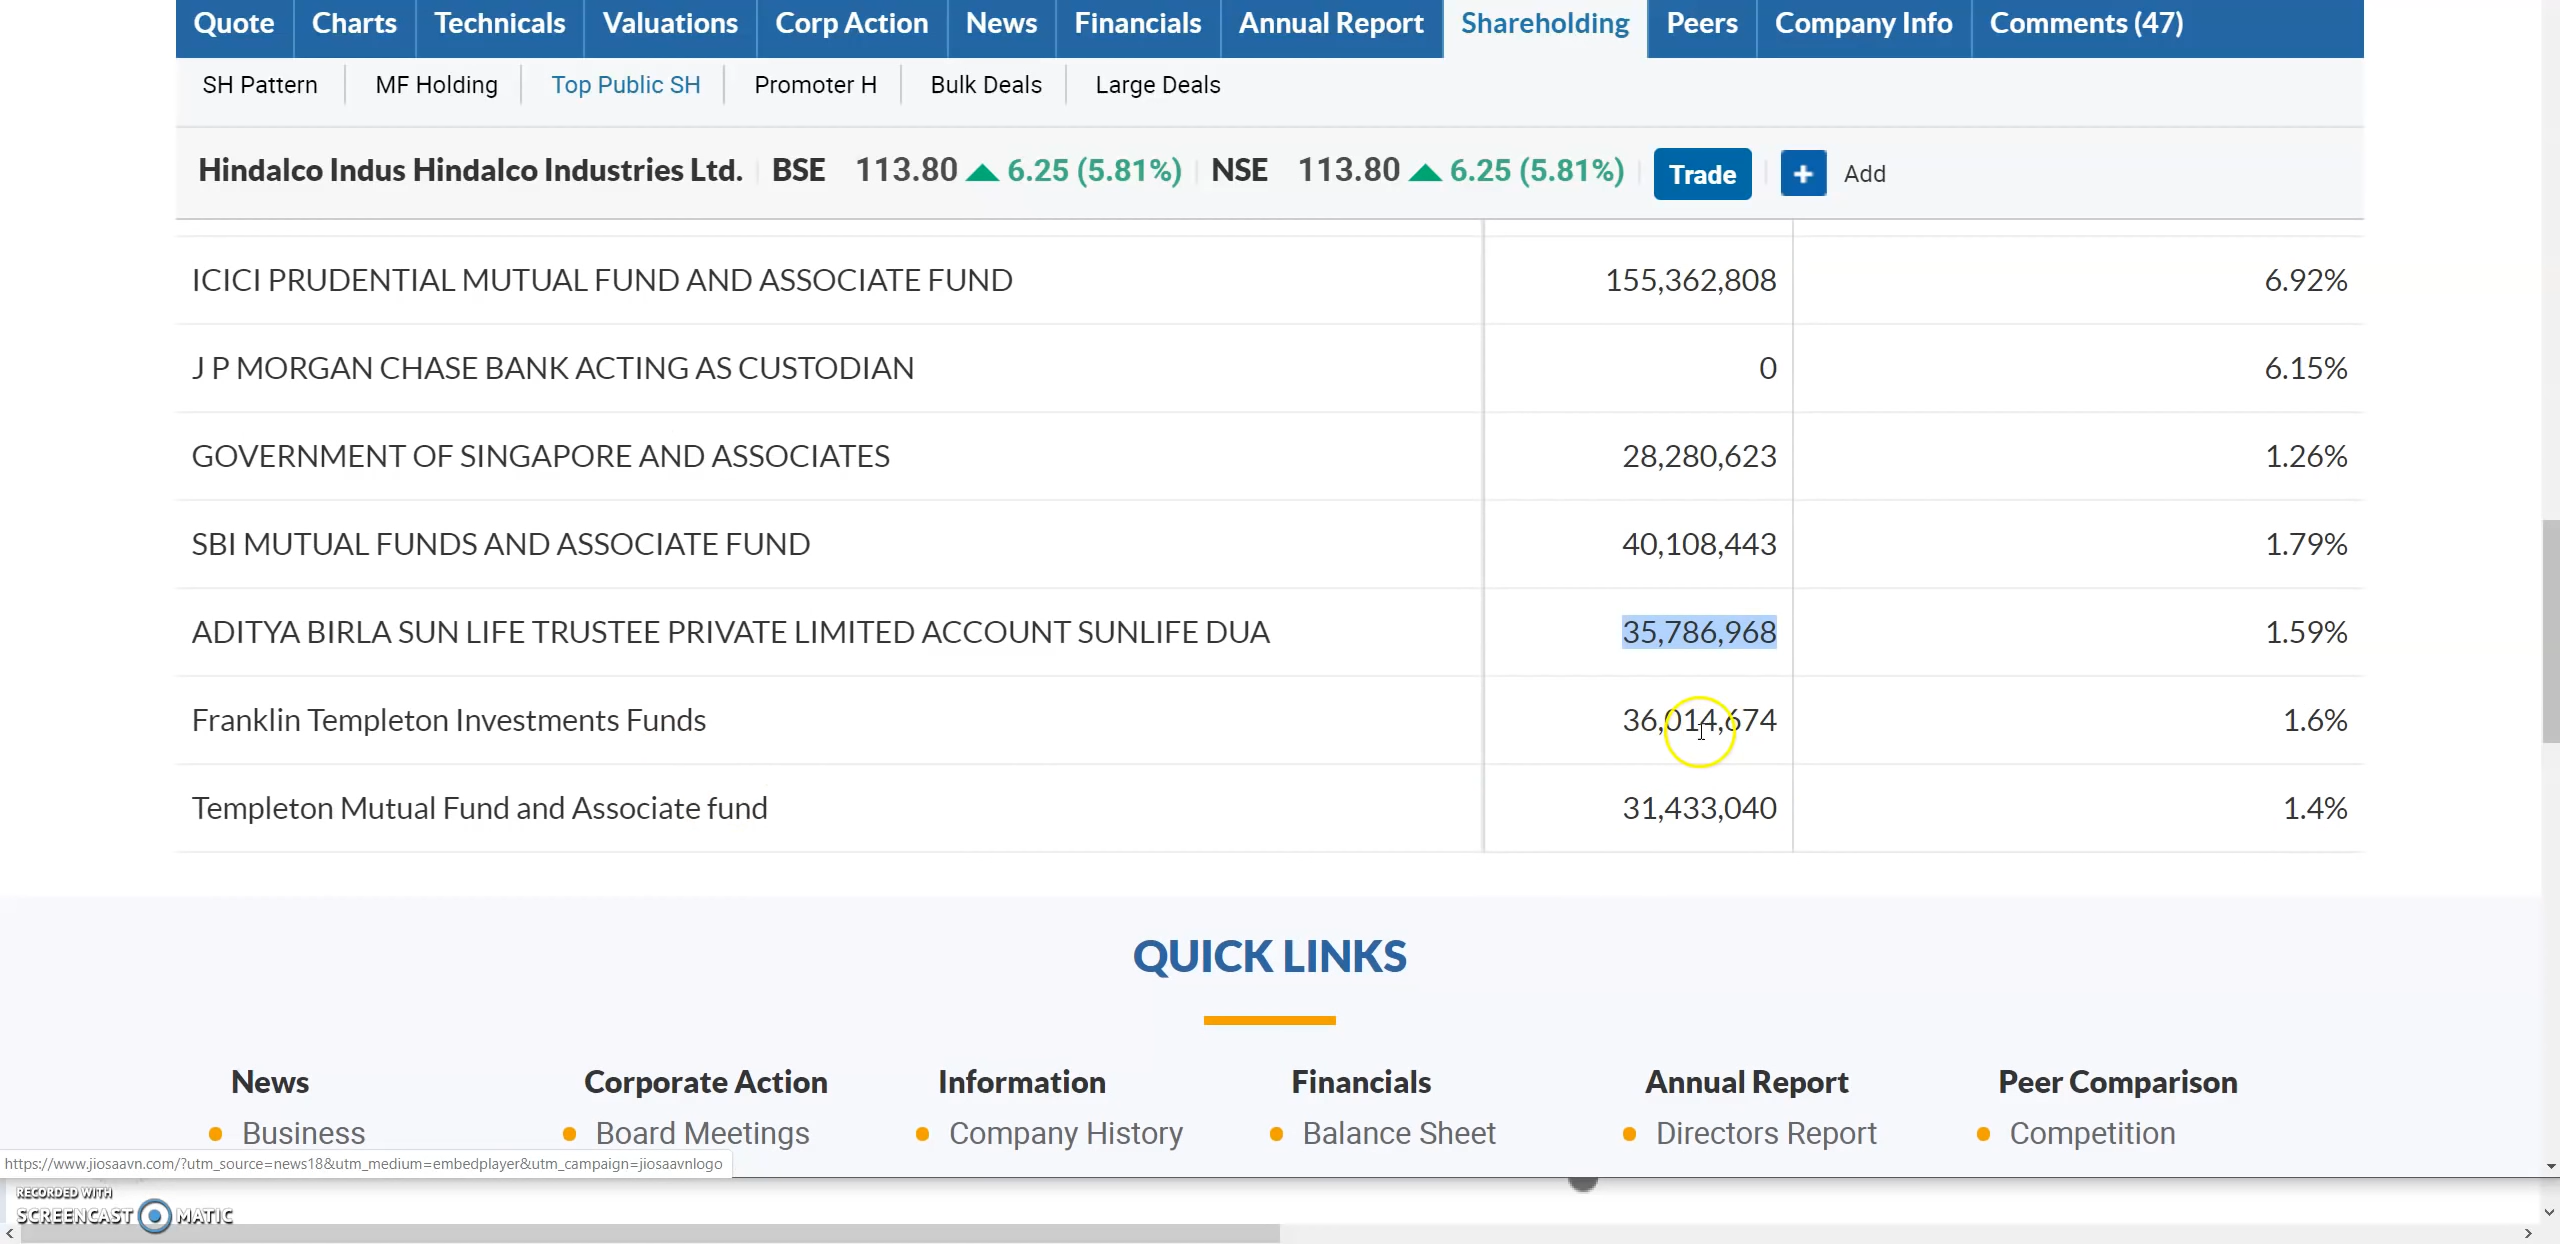 Quote Charts Technicals Valuations Corp Action News Financials Annual Report Shareholding Peers Company Info Comments (47)
SH Pattern MF Holding Top Public SH Promoter H Bulk Deals Large Deals
Hindalco Indus Hindalco Industries Ltd. BSE 113.80 6.25 (5.81%) NSE 113.80 6.25 (5.81%) Trade + Add
ICICI PRUDENTIAL MUTUAL FUND AND ASSOCIATE FUND 155,362,808 6.92%
J P MORGAN CHASE BANK ACTING AS CUSTODIAN 0 6.15%
GOVERNMENT OF SINGAPORE AND ASSOCIATES 28,280,623 1.26%
SBI MUTUAL FUNDS AND ASSOCIATE FUND 40,108,443 1.79%
ADITYA BIRLA SUN LIFE TRUSTEE PRIVATE LIMITED ACCOUNT SUNLIFE DUA 35,786,968 1.59%
Franklin Templeton Investments Funds 36,014,674 1.6%
Templeton Mutual Fund and Associate fund 31,433,040 1.4%
QUICK LINKS
News Corporate Action Information Financials Annual Report Peer Comparison
Business Board Meetings Company History Balance Sheet Directors Report Competition
https://www.jiosaavn.com/?utm_source=news18&utm_medium=embedplayer&utm_campaign=jiosaavnlogo
RECORDED WITH
SCREENCAST MATIC